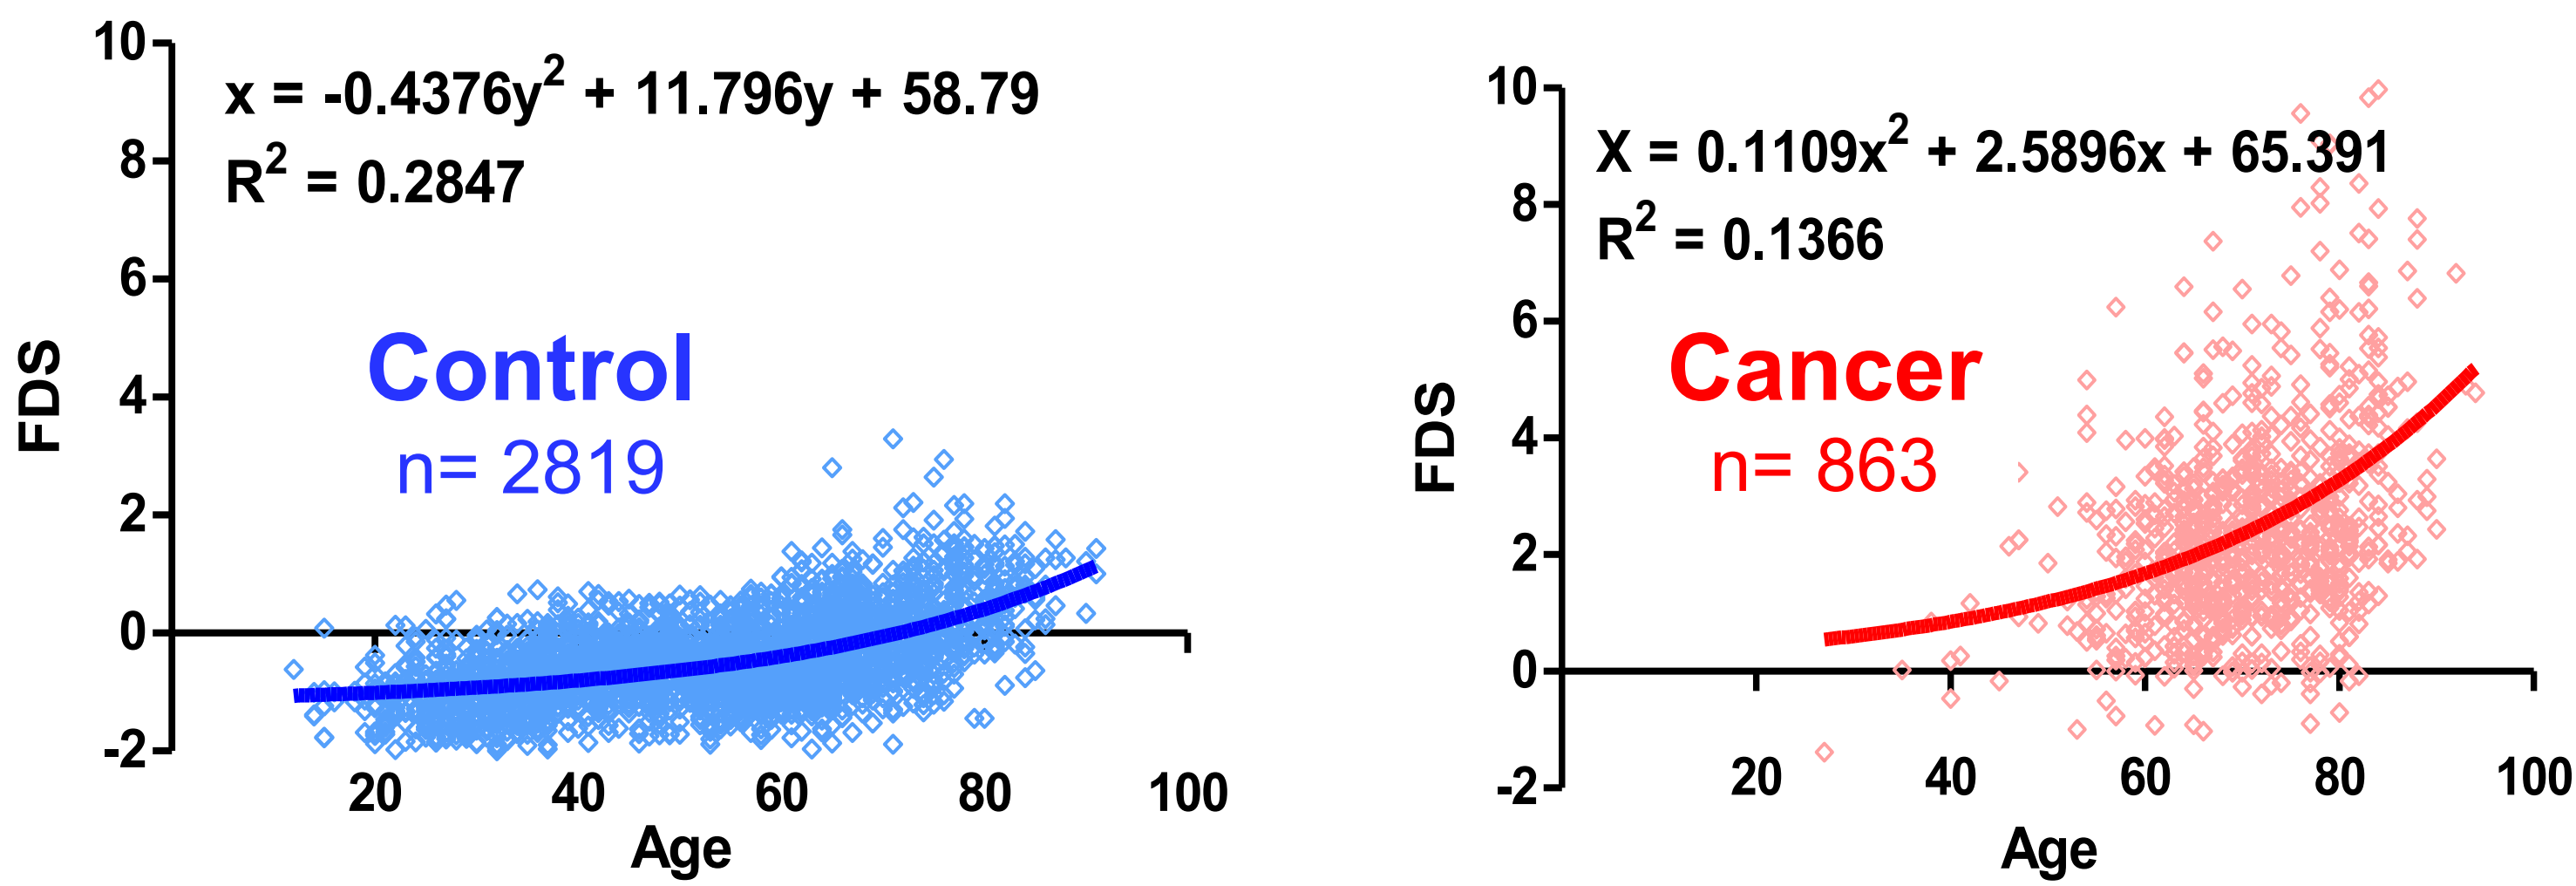 10
8
6
4
2
0
-2
FDS
x = -0.4376y² + 11.796y + 58.79
R² = 0.2847
Control
n= 2819
20 40 60 80 100
Age
10
8
6
4
2
0
-2
FDS
X = 0.1109x² + 2.5896x + 65.391
R² = 0.1366
Cancer
n= 863
20 40 60 80 100
Age